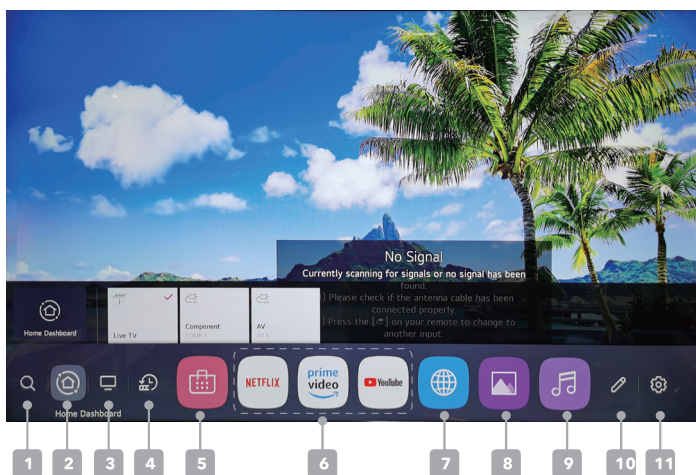 No Signal
Currently scanning for signals or no signal has been
found.
) Please check if the antenna cable has been
connected properly.
) Press the [ ] on your remote to change to
another input.
Home Dashboard
Live TV
Component
COMP 1
AV
AV 1
NETFLIX
prime
video
YouTube
Home Dashboard
1 2 3 4 5 6 7 8 9 10 11